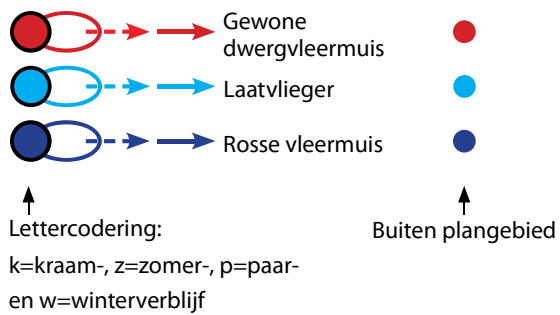 Gewone
dwergvleermuis
Laatvlieger
Rosse vleermuis
Lettercodering:
k=kraam-, z=zomer-, p=paar-
en w=winterverblijf
Buiten plangebied